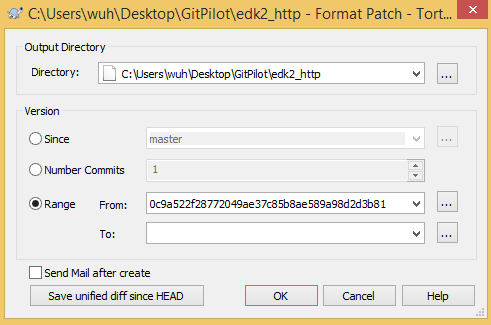 C:\Users\wuh\Desktop\GitPilot\edk2_http - Format Patch - Tort...
Output Directory
Directory: C:\Users\wuh\Desktop\GitPilot\edk2_http ...
Version
Since master ...
Number Commits 1
Range From: 0c9a522f28772049ae37c85b8ae589a98d2d3b81 ...
To: ...
Send Mail after create
Save unified diff since HEAD OK Cancel Help